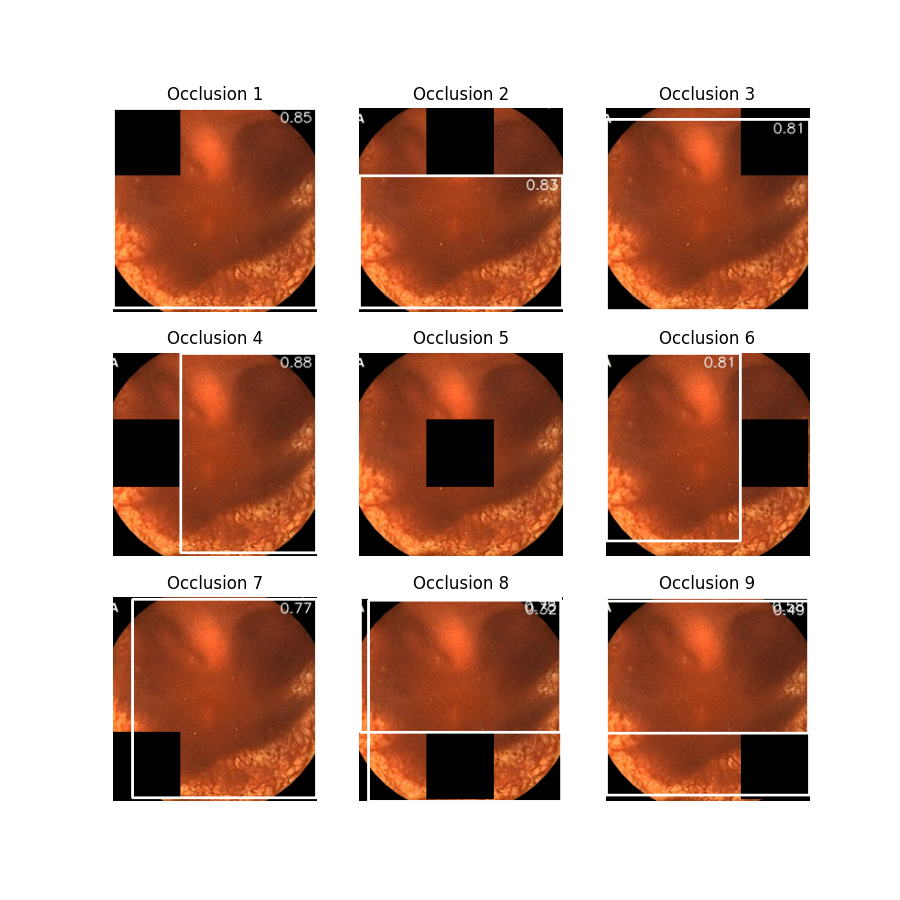 Occlusion 1
Occlusion 2
Occlusion 3
0.85
A
0.83
A
0.81
Occlusion 4
Occlusion 5
Occlusion 6
A
0.88
A
A
0.81
Occlusion 7
Occlusion 8
Occlusion 9
A
0.77
A
A